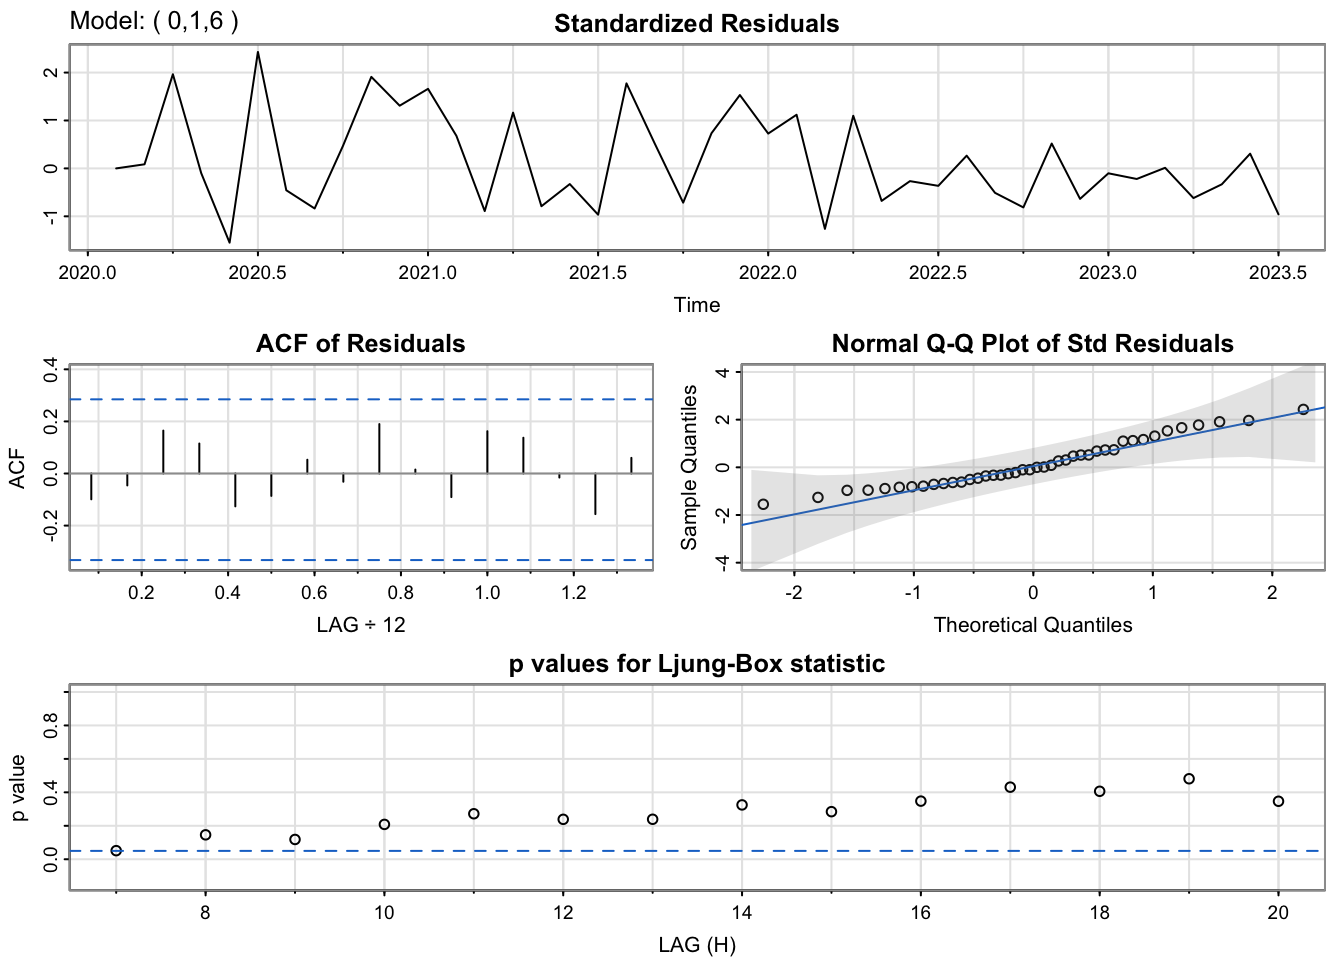 Model: ( 0,1,6 )
Standardized Residuals
2
1
0
-1
2020.0 2020.5 2021.0 2021.5 2022.0 2022.5 2023.0 2023.5
Time
ACF of Residuals
ACF
0.4
0.2
0.0
-0.2
0.2 0.4 0.6 0.8 1.0 1.2
LAG ÷ 12
Normal Q-Q Plot of Std Residuals
Sample Quantiles
4
2
0
-2
-4
-2 -1 0 1 2
Theoretical Quantiles
p values for Ljung-Box statistic
p value
0.8
0.4
0.0
8 10 12 14 16 18 20
LAG (H)